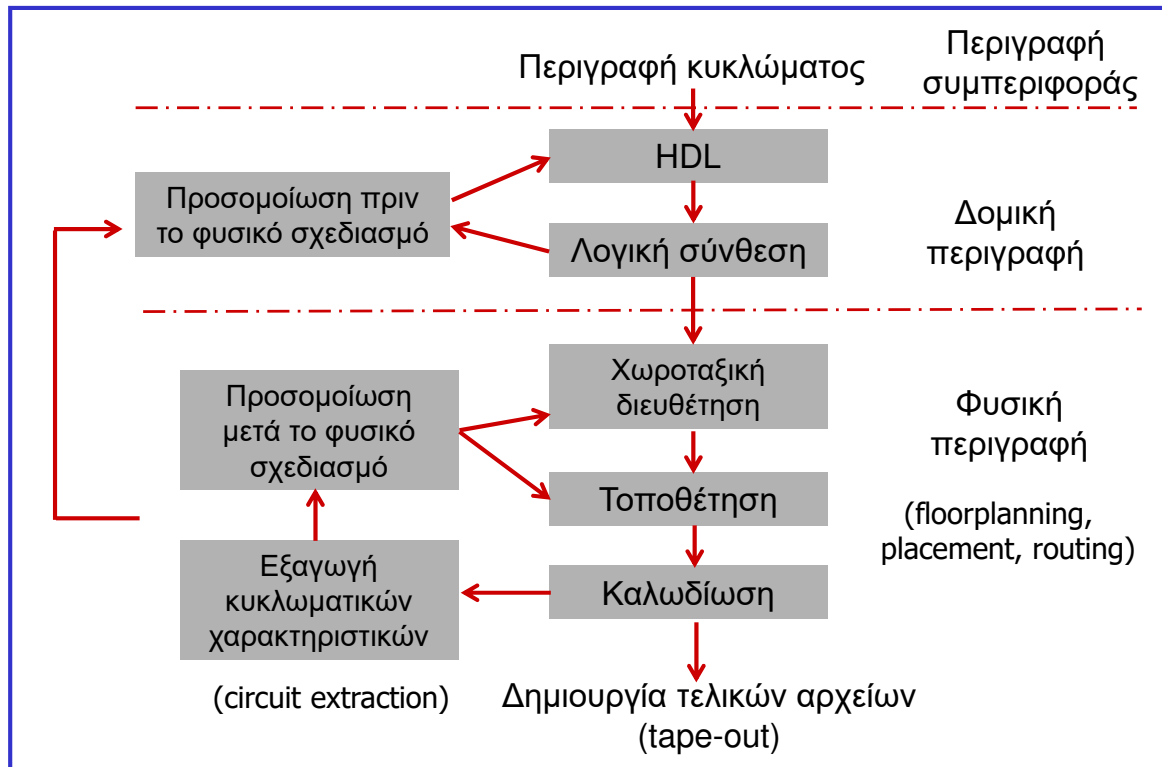 Περιγραφή κυκλώματος
Περιγραφή
συμπεριφοράς
HDL
Προσομοίωση πριν
το φυσικό σχεδιασμό
Λογική σύνθεση
Δομική
περιγραφή
Χωροταξική
διευθέτηση
Προσομοίωση
μετά το φυσικό
σχεδιασμό
Τοποθέτηση
Φυσική
περιγραφή
(floorplanning,
placement, routing)
Εξαγωγή
κυκλωματικών
χαρακτηριστικών
Καλωδίωση
(circuit extraction)
Δημιουργία τελικών αρχείων
(tape-out)